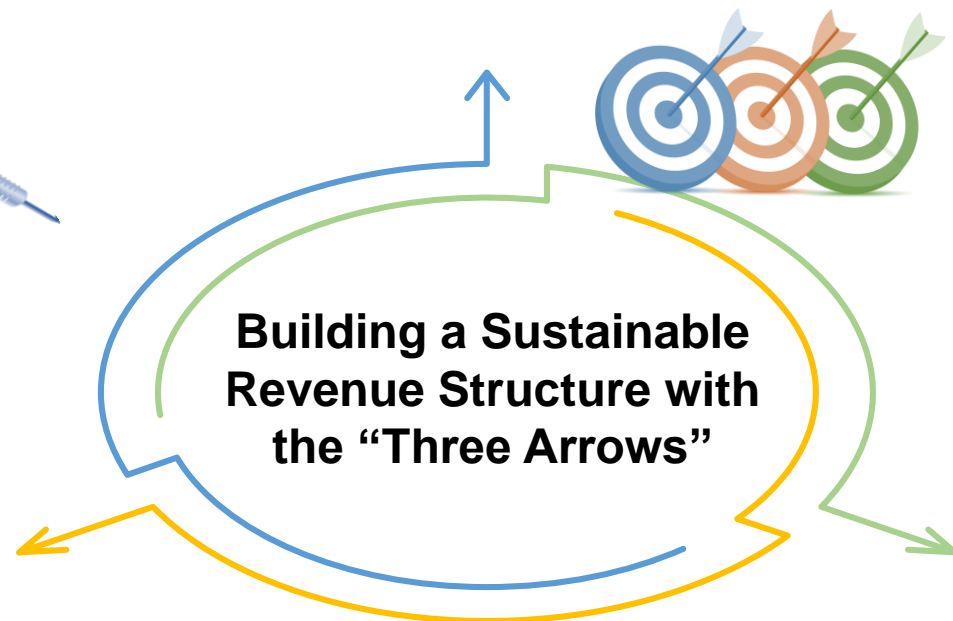 Building a Sustainable
Revenue Structure with
the “Three Arrows”